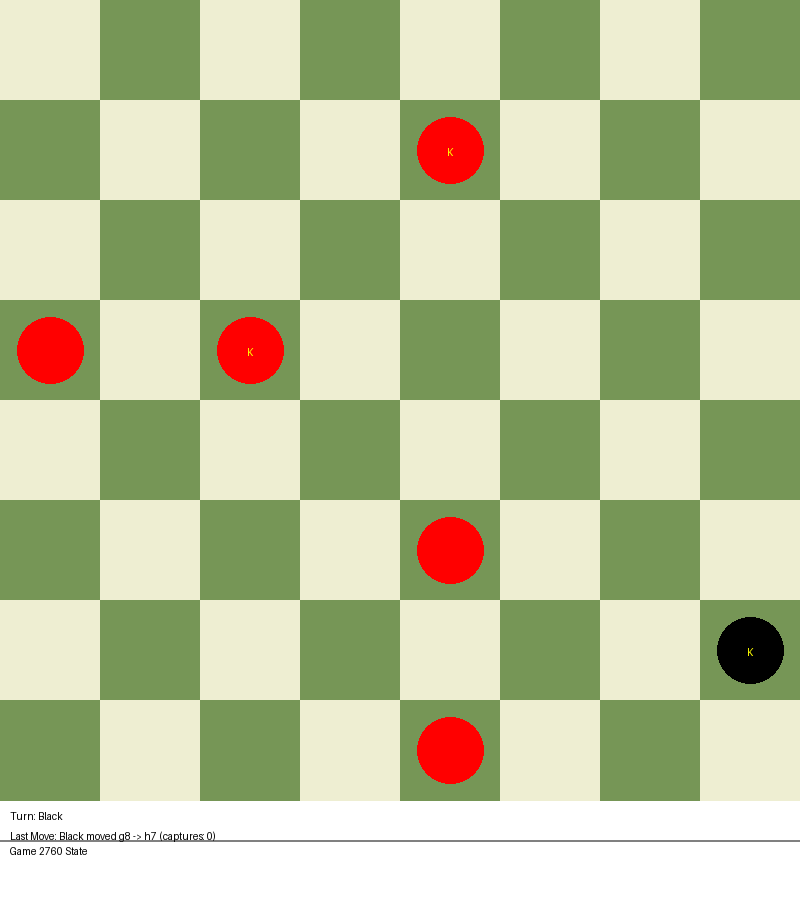 K
K
K
Turn: Black
Last Move: Black moved g8 -> h7 (captures: 0)
Game 2760 State